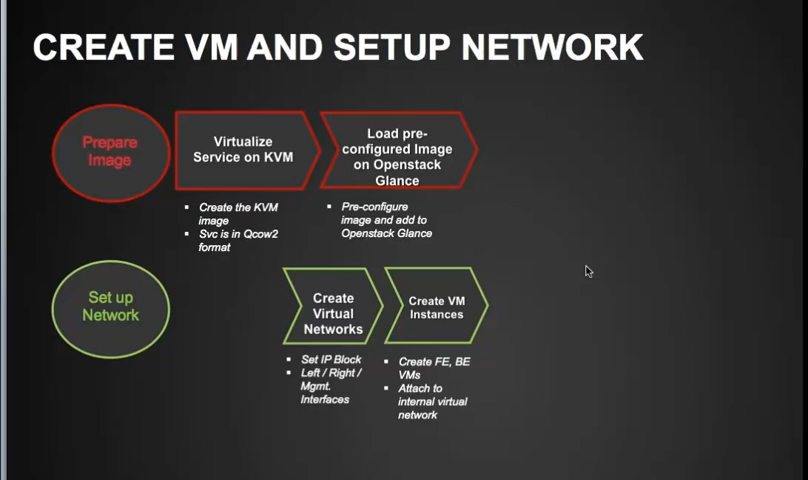 CREATE VM AND SETUP NETWORK
Prepare
Image
Virtualize
Service on KVM
Load pre-
configured Image
on Openstack
Glance
▪ Create the KVM
image
▪ Svc is in Qcow2
format
▪ Pre-configure
image and add to
Openstack Glance
Set up
Network
Create
Virtual
Networks
Create VM
Instances
▪ Set IP Block
▪ Left / Right /
Mgmt.
Interfaces
▪ Create FE, BE
VMs
▪ Attach to
internal virtual
network